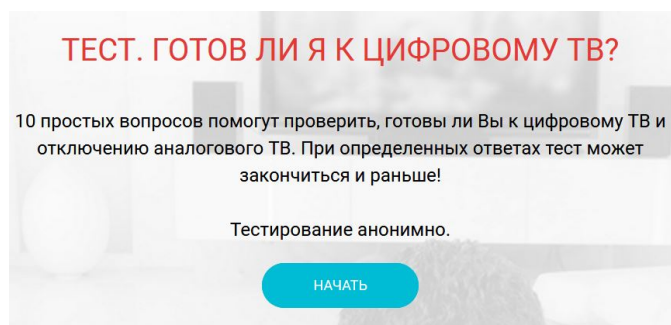 ТЕСТ. ГОТОВ ЛИ Я К ЦИФРОВОМУ ТВ?
10 простых вопросов помогут проверить, готовы ли Вы к цифровому ТВ и
отключению аналогового ТВ. При определенных ответах тест может
закончиться и раньше!
Тестирование анонимно.
НАЧАТЬ